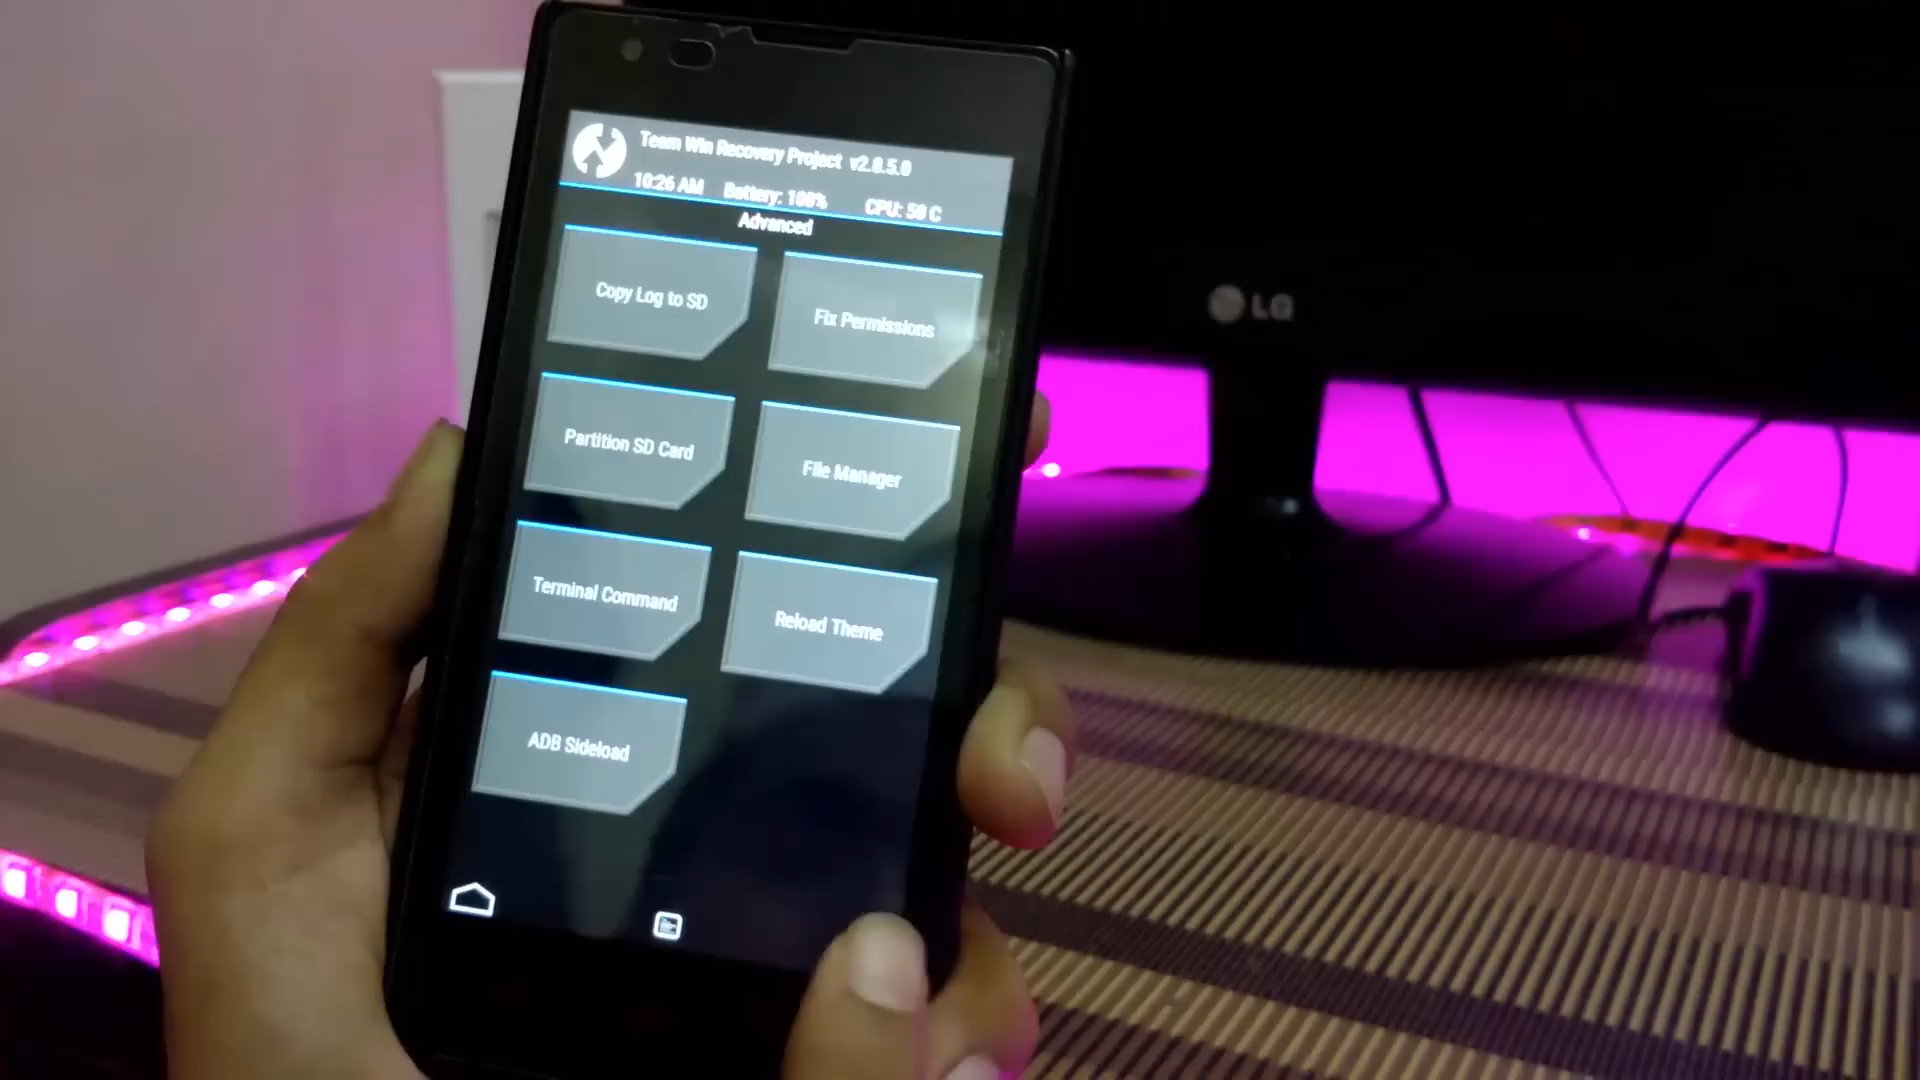 Team Win Recovery Project v2.8.5.0
10:26 AM Battery: 100% CPU: 50 C
Advanced
Copy Log to SD
Fix Permissions
Partition SD Card
File Manager
Terminal Command
Reload Theme
ADB Sideload
LG